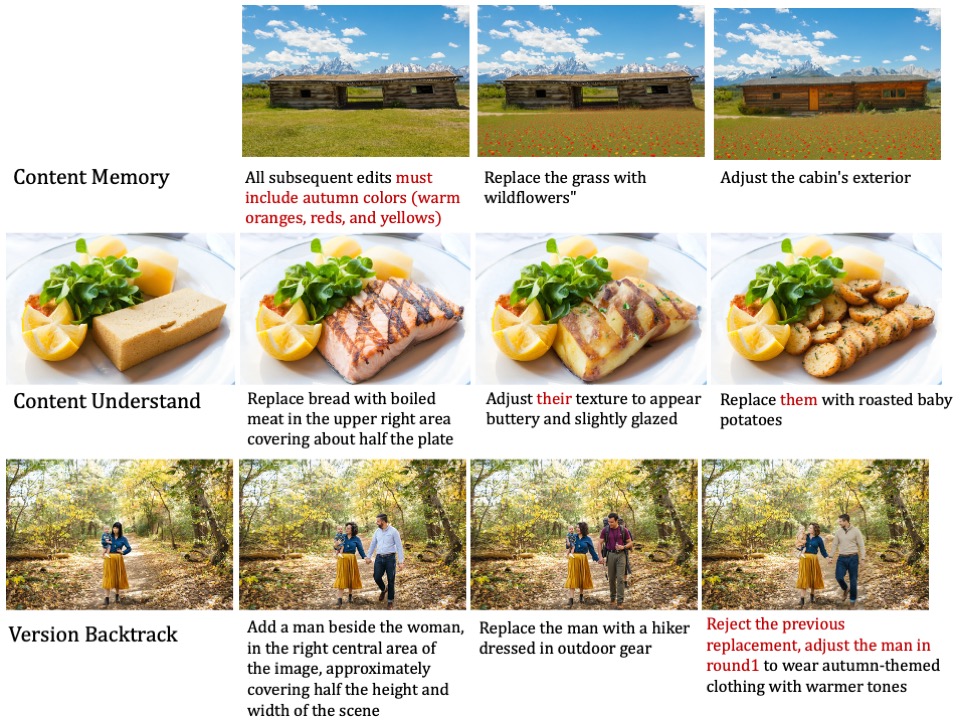 Content Memory
All subsequent edits must
include autumn colors (warm
oranges, reds, and yellows)
Replace the grass with
wildflowers"
Adjust the cabin's exterior
Content Understand
Replace bread with boiled
meat in the upper right area
covering about half the plate
Adjust their texture to appear
buttery and slightly glazed
Replace them with roasted baby
potatoes
Version Backtrack
Add a man beside the woman,
in the right central area of
the image, approximately
covering half the height and
width of the scene
Replace the man with a hiker
dressed in outdoor gear
Reject the previous
replacement, adjust the man in
round1 to wear autumn-themed
clothing with warmer tones